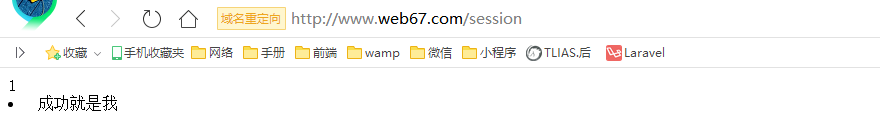 域名重定向 http://www.web67.com/session
收藏 手机收藏夹 网络 手册 前端 wamp 微信 小程序 TLIAS.后 Laravel
1
• 成功就是我